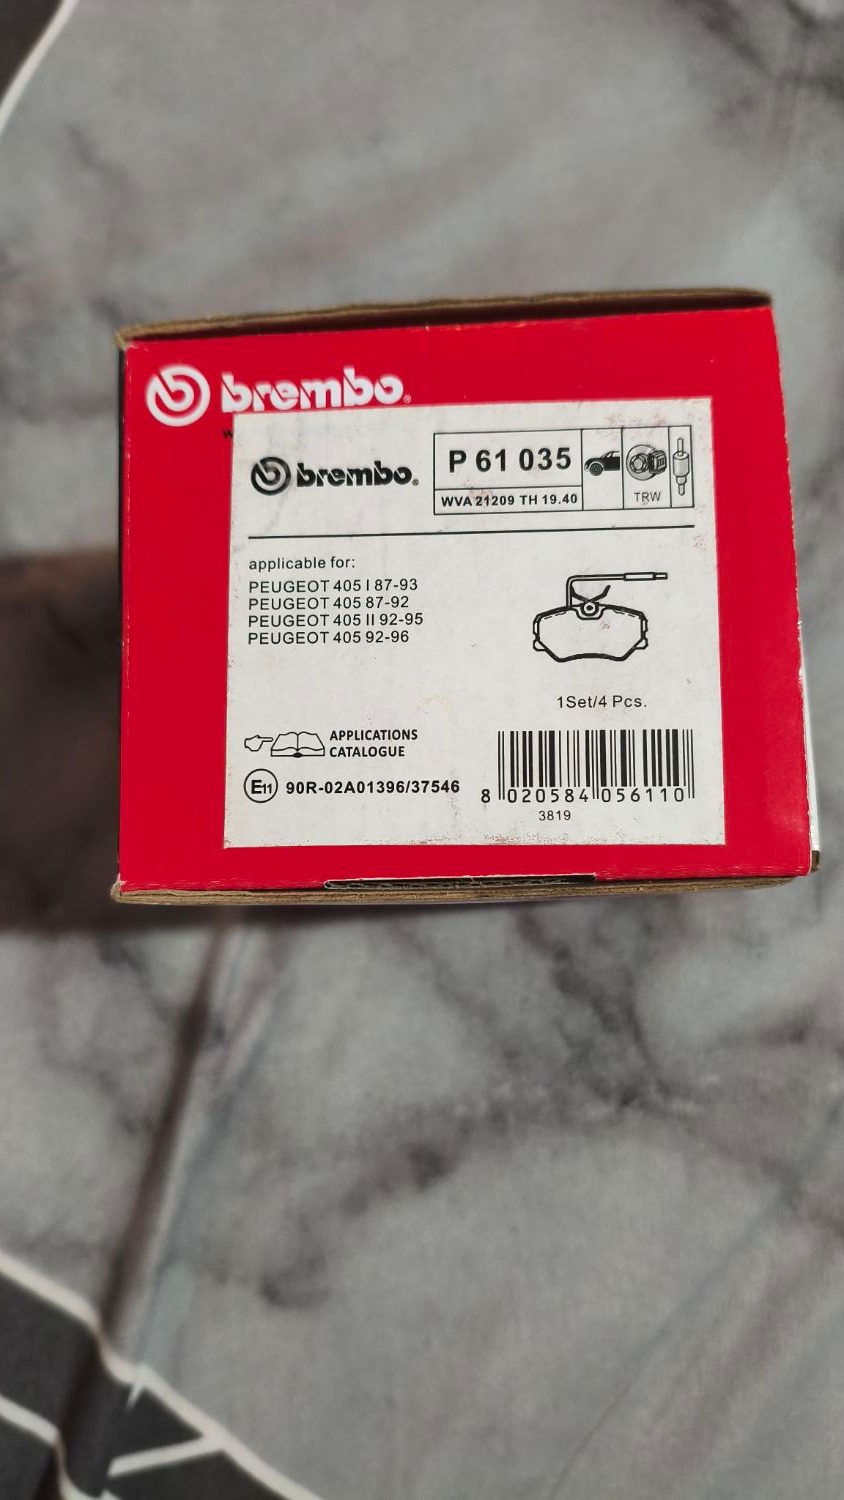 brembo®
brembo®
P 61 035
WVA 21209 TH 19.40
TRW
applicable for:
PEUGEOT 405 I 87-93
PEUGEOT 405 87-92
PEUGEOT 405 II 92-95
PEUGEOT 405 92-96
1Set/4 Pcs.
APPLICATIONS
CATALOGUE
E11 90R-02A01396/37546
8 020584 056110
3819